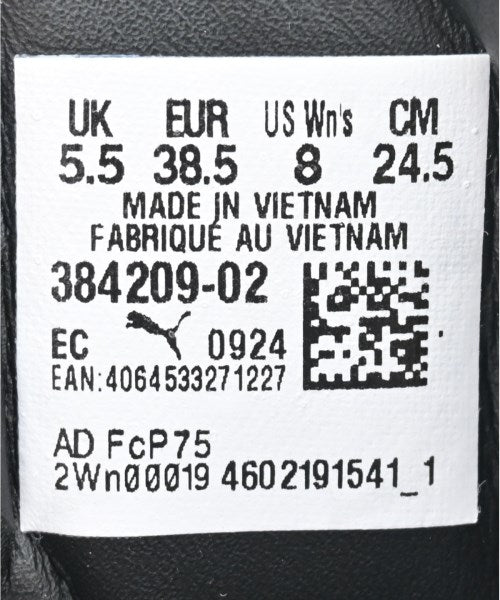 UK EUR US Wn's CM
5.5 38.5 8 24.5
MADE IN VIETNAM
FABRIQUÉ AU VIETNAM
384209-02
EC 0924
EAN:4064533271227
AD FcP75
2Wn00019 4602191541_1